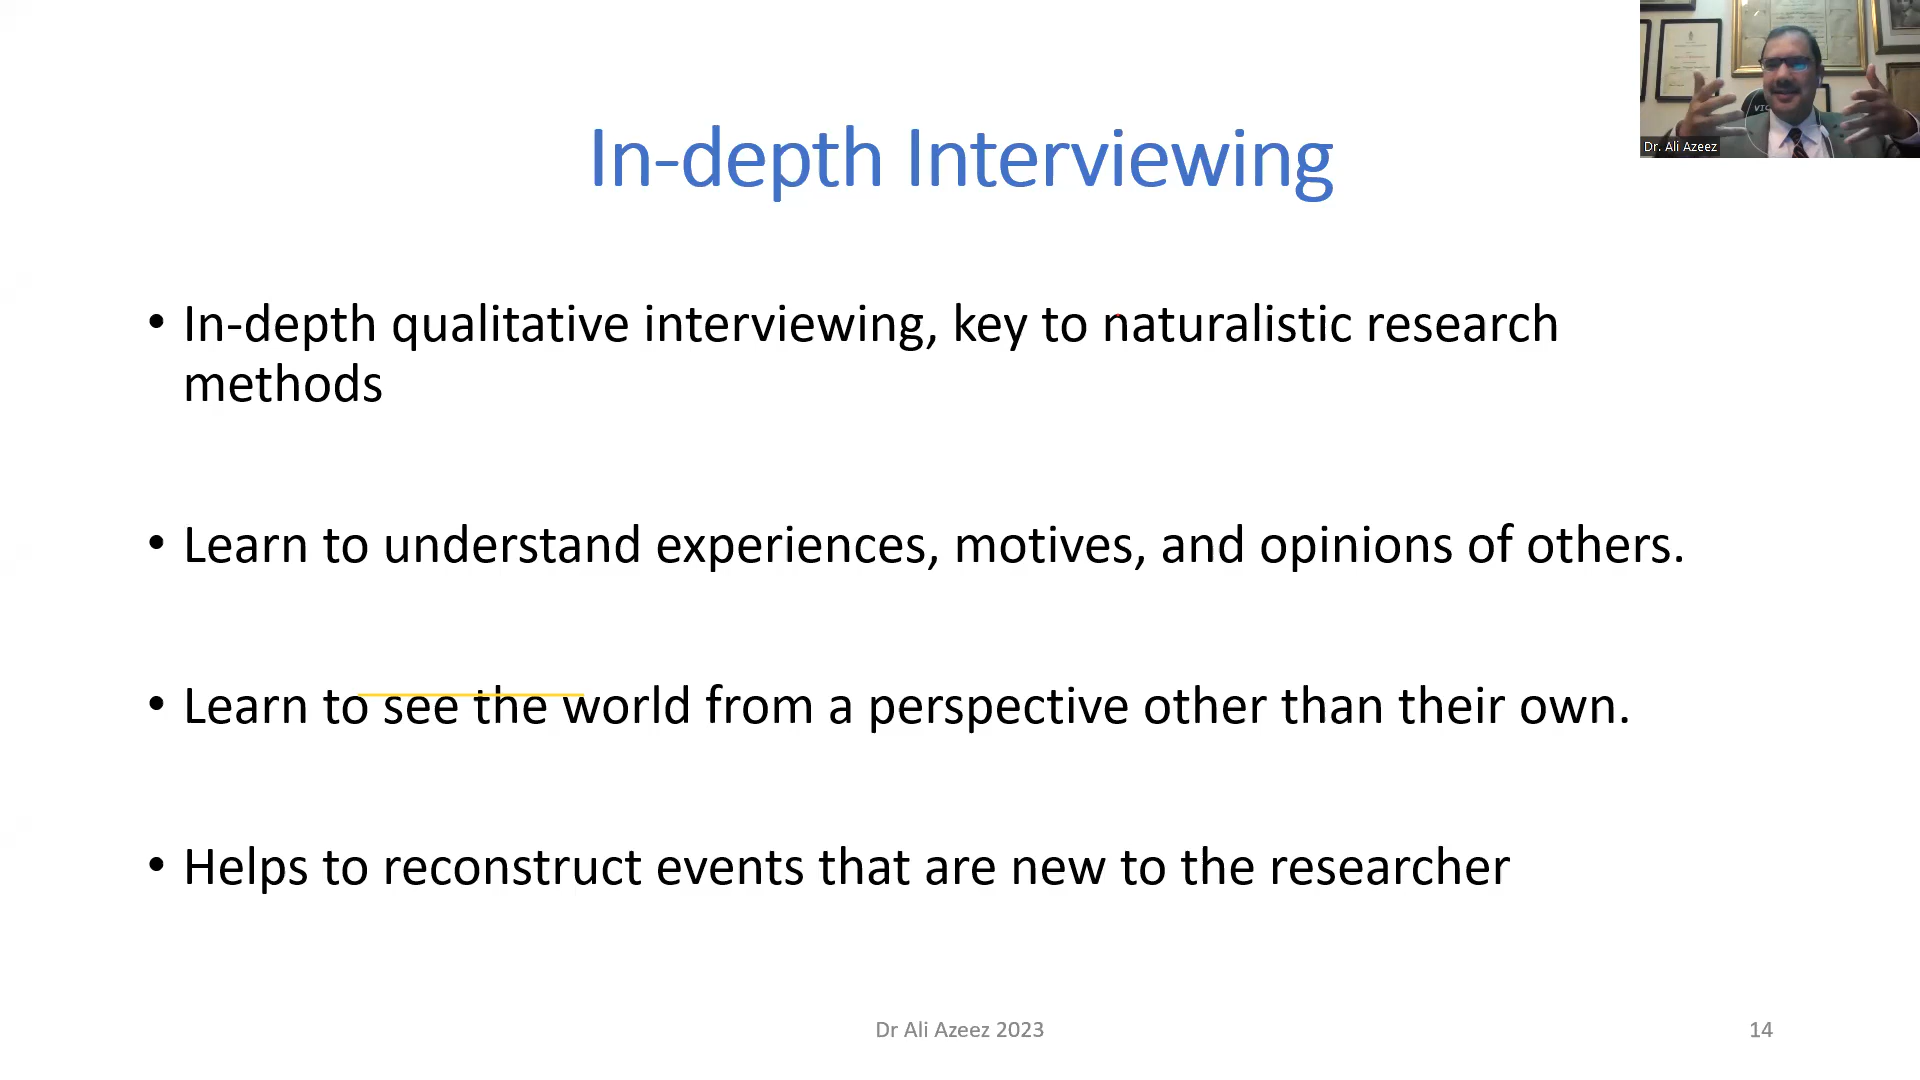 Dr. Ali Azeez
In-depth Interviewing
• In-depth qualitative interviewing, key to naturalistic research
methods
• Learn to understand experiences, motives, and opinions of others.
• Learn to see the world from a perspective other than their own.
• Helps to reconstruct events that are new to the researcher
Dr Ali Azeez 2023
14